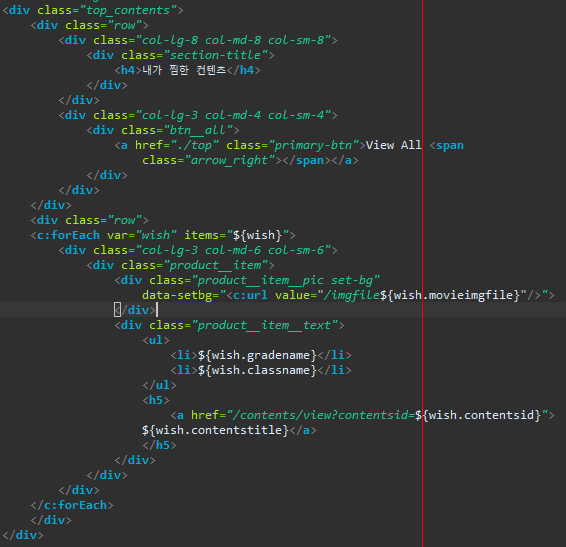 <div class="top_contents">
<div class="row">
<div class="col-lg-8 col-md-8 col-sm-8">
<div class="section-title">
<h4>내가 찜한 컨텐츠</h4>
</div>
</div>
<div class="col-lg-3 col-md-4 col-sm-4">
<div class="btn__all">
<a href="./top" class="primary-btn">View All <span
class="arrow_right"></span></a>
</div>
</div>
</div>
<div class="row">
<c:forEach var="wish" items="${wish}">
<div class="col-lg-3 col-md-6 col-sm-6">
<div class="product__item">
<div class="product__item__pic set-bg"
data-setbg="<c:url value="/imgfile${wish.movieimgfile}"/>">
</div>
<div class="product__item__text">
<ul>
<li>${wish.gradename}</li>
<li>${wish.classname}</li>
</ul>
<h5>
<a href="/contents/view?contentsid=${wish.contentsid}">
${wish.contentstitle}</a>
</h5>
</div>
</div>
</div>
</c:forEach>
</div>
</div>